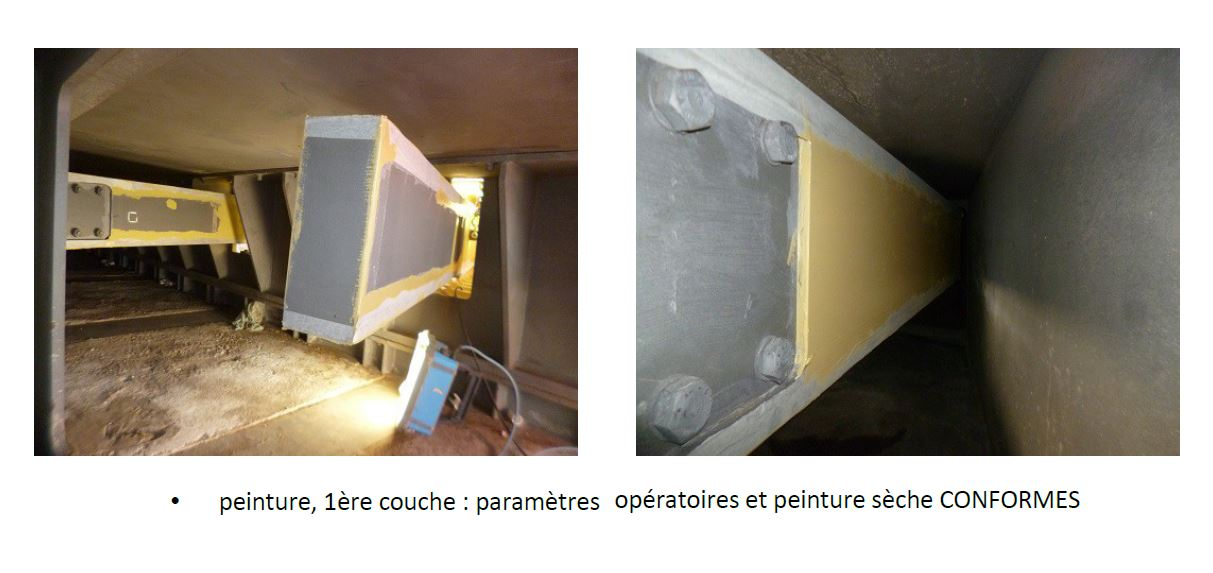 • peinture, 1ère couche : paramètres opératoires et peinture sèche CONFORMES